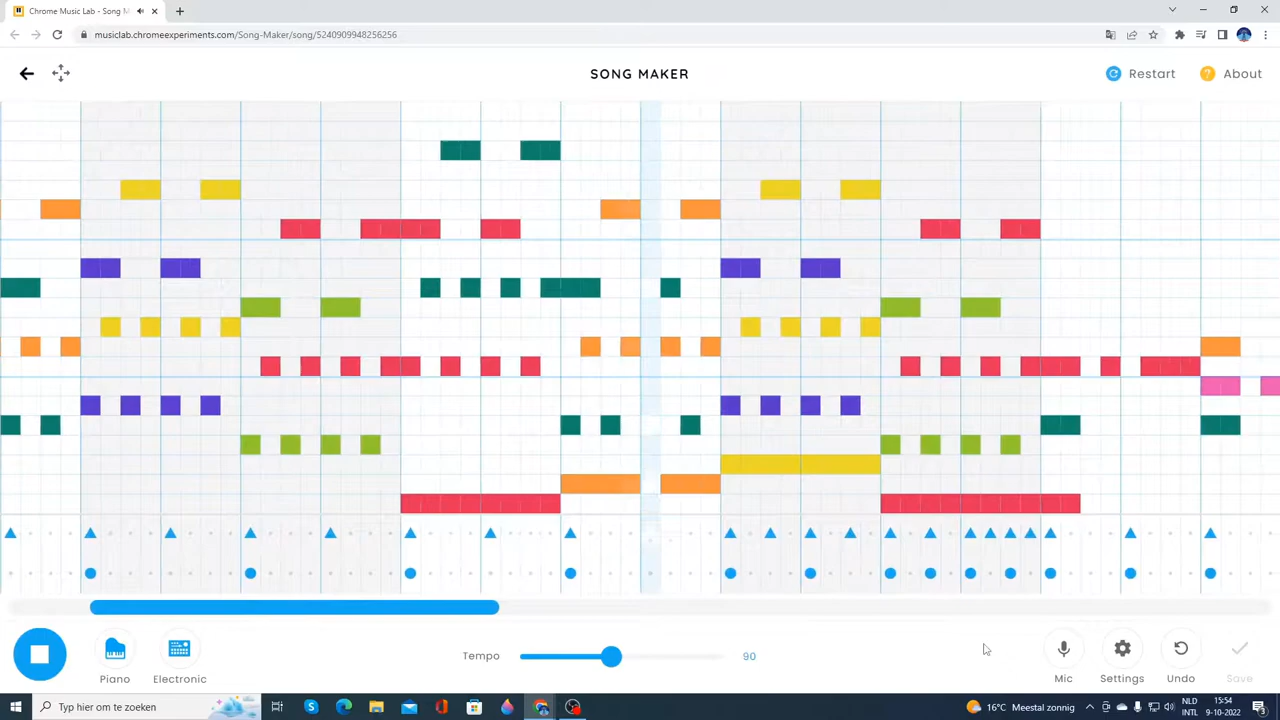 Chrome Music Lab - Song M
musiclab.chromeexperiments.com/Song-Maker/song/5240909948256256
SONG MAKER
Restart
About
Piano
Electronic
Tempo
90
Mic
Settings
Undo
Save
Typ hier om te zoeken
16°C Meestal zonnig
NLD
INTL
15:54
9-10-2022
3